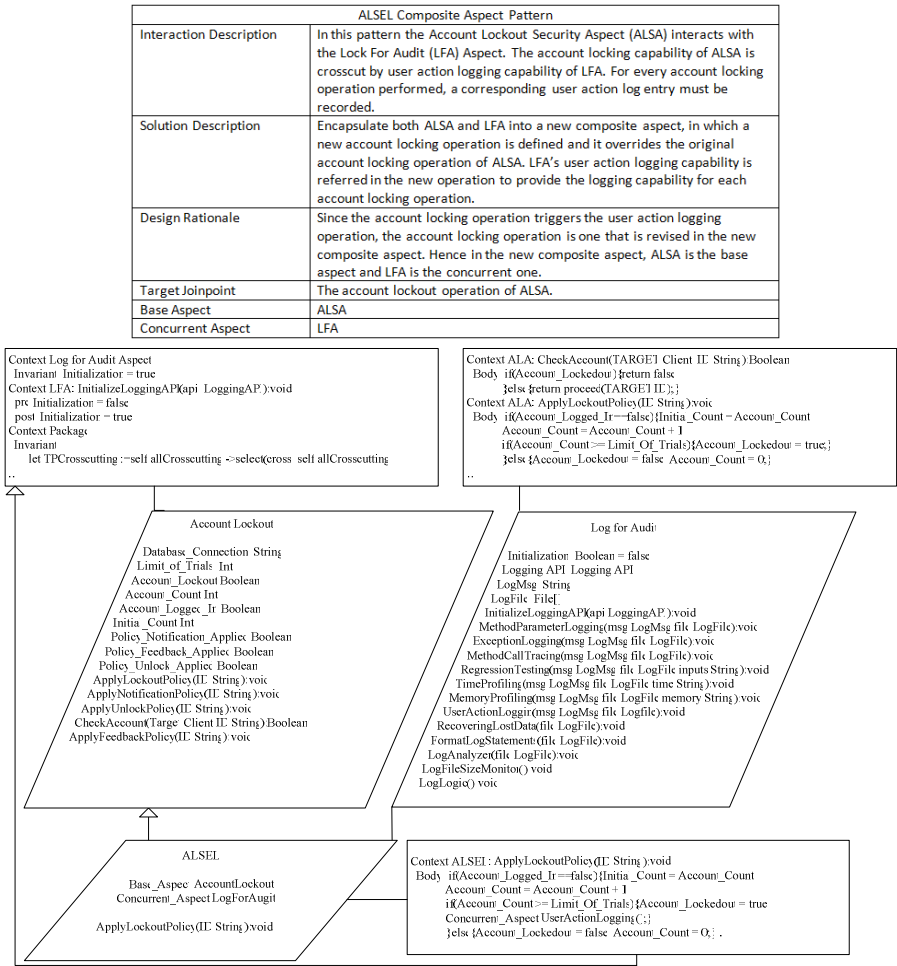 ALSEL Composite Aspect Pattern
Interaction Description
In this pattern the Account Lockout Security Aspect (ALSA) interacts with
the Lock For Audit (LFA) Aspect. The account locking capability of ALSA is
crosscut by user action logging capability of LFA. For every account locking
operation performed, a corresponding user action log entry must be
recorded.
Solution Description
Encapsulate both ALSA and LFA into a new composite aspect, in which a
new account locking operation is defined and it overrides the original
account locking operation of ALSA. LFA's user action logging capability is
referred in the new operation to provide the logging capability for each
account locking operation.
Design Rationale
Since the account locking operation triggers the user action logging
operation, the account locking operation is one that is revised in the new
composite aspect. Hence in the new composite aspect, ALSA is the base
aspect and LFA is the concurrent one.
Target Joinpoint
The account lockout operation of ALSA.
Base Aspect
ALSA
Concurrent Aspect
LFA
Context Log for Audit Aspect
Invariant Initialization = true
Context LFA: InitializeLoggingAPI(api LoggingAPI):void
pre Initialization = false
post Initialization = true
Context Package
Invariant
let TPCrosscutting :=self allCrosscutting ->select(cross self allCrosscutting
..
Context ALA: CheckAccount(TARGET Client ID String):Boolean
Body if(Account_Lockedout){return false
}else{return proceed(TARGET ID);}
Context ALA: ApplyLockoutPolicy(ID String):void
Body if(Account_Logged_In==false){Initial_Count = Account_Count
Account_Count = Account_Count + 1
if(Account_Count>= Limit_Of_Trials){Account_Lockedout = true;}
}else {Account_Lockedout = false Account_Count = 0;}
..
Account Lockout
Database_Connection String
Limit_of_Trials Int
Account_Lockout Boolean
Account_Count Int
Account_Logged_In Boolean
Initial_Count Int
Policy_Notification_Applied Boolean
Policy_Feedback_Applied Boolean
Policy_Unlock_Applied Boolean
ApplyLockoutPolicy(ID String):void
ApplyNotificationPolicy(ID String):void
ApplyUnlockPolicy(ID String):void
CheckAccount(Target Client ID String):Boolean
ApplyFeedbackPolicy(ID String):void
Log for Audit
Initialization Boolean = false
Logging API Logging API
LogMsg String
LogFile File[]
InitializeLoggingAPI(api LoggingAPI):void
MethodParameterLogging(msg LogMsg file LogFile):void
ExceptionLogging(msg LogMsg file LogFile):void
MethodCallTracing(msg LogMsg file LogFile):void
RegressionTesting(msg LogMsg file LogFile inputs String):void
TimeProfiling(msg LogMsg file LogFile time String):void
MemoryProfiling(msg LogMsg file LogFile memory String):void
UserActionLoggin(msg LogMsg file Logfile):void
RecoveringLostData(file LogFile):void
FormatLogStatements(file LogFile):void
LogAnalyzer(file LogFile):void
LogFileSizeMonitor() void
LogLogic() void
ALSEL
Base_Aspect AccountLockout
Concurrent_Aspect LogForAugit
ApplyLockoutPolicy(ID String):void
Context ALSEL: ApplyLockoutPolicy(ID String):void
Body if(Account_Logged_In==false){Initial_Count = Account_Count
Account_Count = Account_Count + 1
if(Account_Count>= Limit_Of_Trials){Account_Lockedout = true
Concurrent_Aspect UserActionLogging();}
}else {Account_Lockedout = false Account_Count = 0;} .